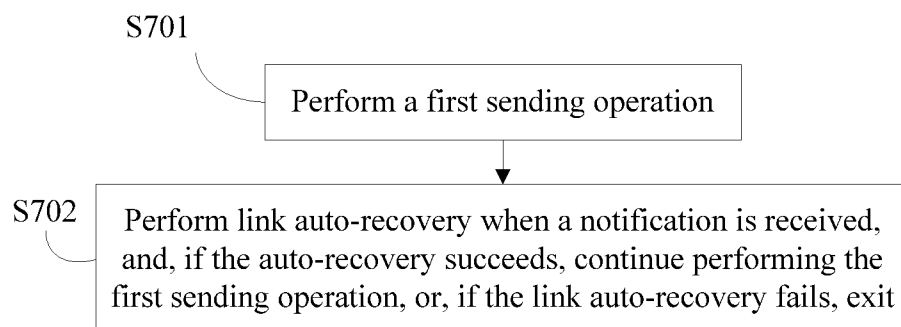 S701
Perform a first sending operation
S702
Perform link auto-recovery when a notification is received,
and, if the auto-recovery succeeds, continue performing the
first sending operation, or, if the link auto-recovery fails, exit